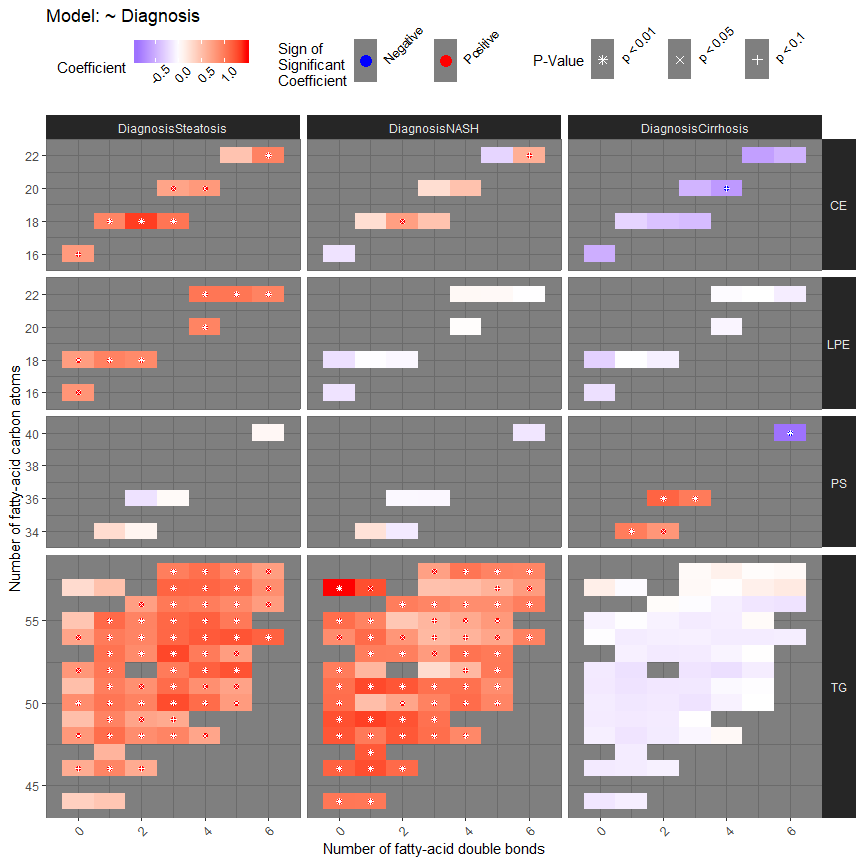 Model: ~ Diagnosis
Coefficient
-0.5
0.0
0.5
1.0
Sign of
Significant
Coefficient
Negative
Positive
P-Value
p < 0.01
p < 0.05
p < 0.1
DiagnosisSteatosis
DiagnosisNASH
DiagnosisCirrhosis
22
20
18
16
CE
22
20
18
16
LPE
40
38
36
34
PS
55
50
45
TG
Number of fatty-acid carbon atoms
0 2 4 6
0 2 4 6
0 2 4 6
Number of fatty-acid double bonds